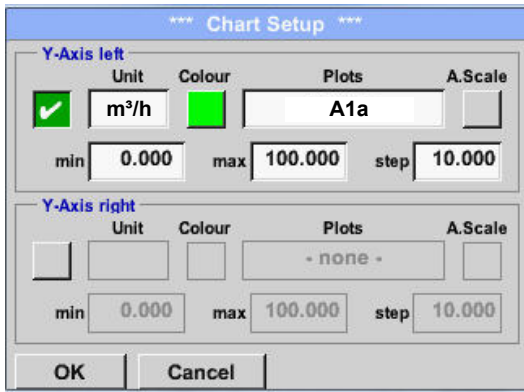 *** Chart Setup ***
Y-Axis left
Unit Colour Plots A.Scale
m³/h A1a
min 0.000 max 100.000 step 10.000
Y-Axis right
Unit Colour Plots A.Scale
- none -
min 0.000 max 100.000 step 10.000
OK Cancel